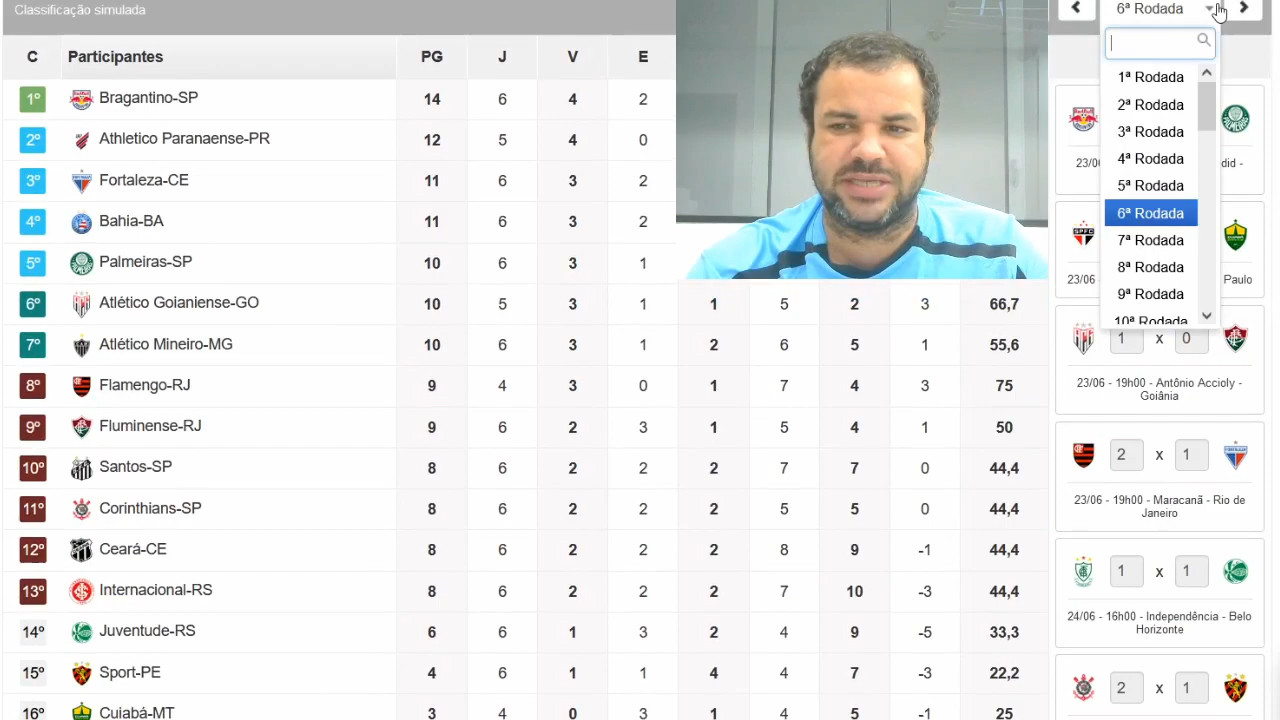 Classificação simulada
C Participantes PG J V E
1º Bragantino-SP 14 6 4 2
2º Athletico Paranaense-PR 12 5 4 0
3º Fortaleza-CE 11 6 3 2
4º Bahia-BA 11 6 3 2
5º Palmeiras-SP 10 6 3 1
6º Atlético Goianiense-GO 10 5 3 1 1 5 2 3 66,7
7º Atlético Mineiro-MG 10 6 3 1 2 6 5 1 55,6
8º Flamengo-RJ 9 4 3 0 1 7 4 3 75
9º Fluminense-RJ 9 6 2 3 1 5 4 1 50
10º Santos-SP 8 6 2 2 2 7 7 0 44,4
11º Corinthians-SP 8 6 2 2 2 5 5 0 44,4
12º Ceará-CE 8 6 2 2 2 8 9 -1 44,4
13º Internacional-RS 8 6 2 2 2 7 10 -3 44,4
14º Juventude-RS 6 6 1 3 2 4 9 -5 33,3
15º Sport-PE 4 6 1 1 4 4 7 -3 22,2
16º Cuiabá-MT 3 4 0 3 1 4 5 -1 25
6ª Rodada
1ª Rodada
2ª Rodada
3ª Rodada
4ª Rodada
5ª Rodada
6ª Rodada
7ª Rodada
8ª Rodada
9ª Rodada
10ª Rodada
23/0
did -
SPFC
23/06
Paulo
1 x 0
23/06 - 19h00 - Antônio Accioly -
Goiânia
2 x 1
23/06 - 19h00 - Maracanã - Rio de
Janeiro
1 x 1
24/06 - 16h00 - Independência - Belo
Horizonte
2 x 1